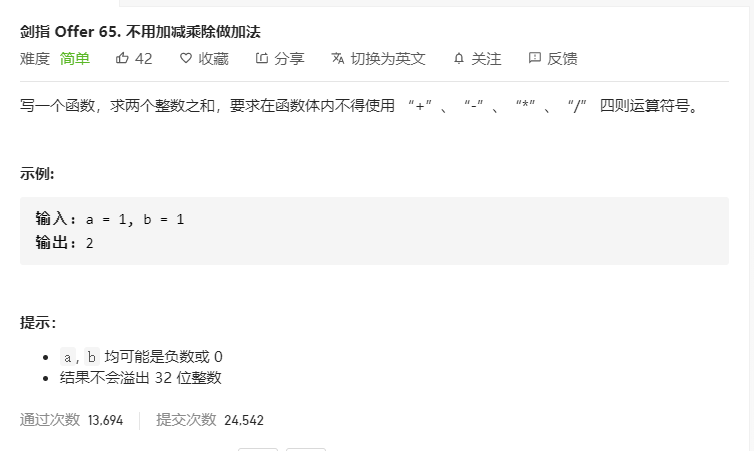 剑指 Offer 65. 不用加减乘除做加法
难度 简单 42 收藏 分享 切换为英文 关注 反馈
写一个函数，求两个整数之和，要求在函数体内不得使用 “+”、“-”、“*”、“/” 四则运算符号。
示例:
输入: a = 1, b = 1
输出: 2
提示：
a, b 均可能是负数或 0
结果不会溢出 32 位整数
通过次数 13,694 提交次数 24,542